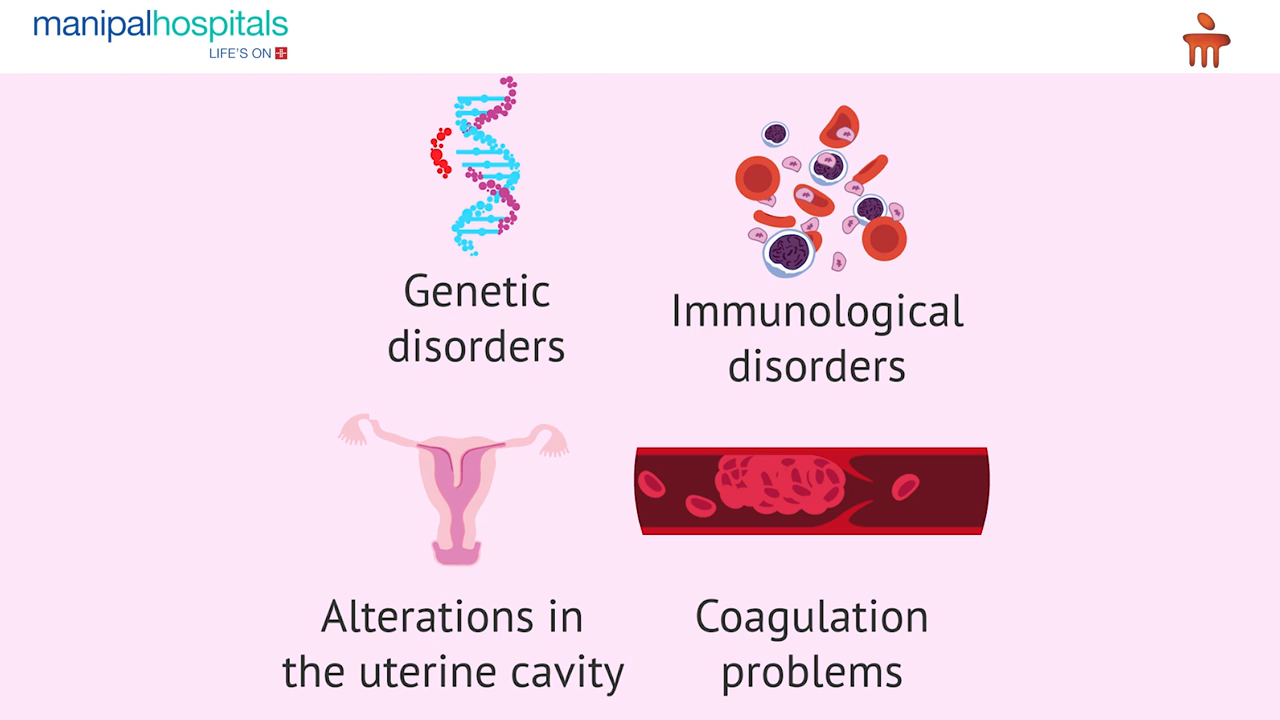 manipalhospitals
LIFE'S ON
Genetic
disorders
Immunological
disorders
Alterations in
the uterine cavity
Coagulation
problems